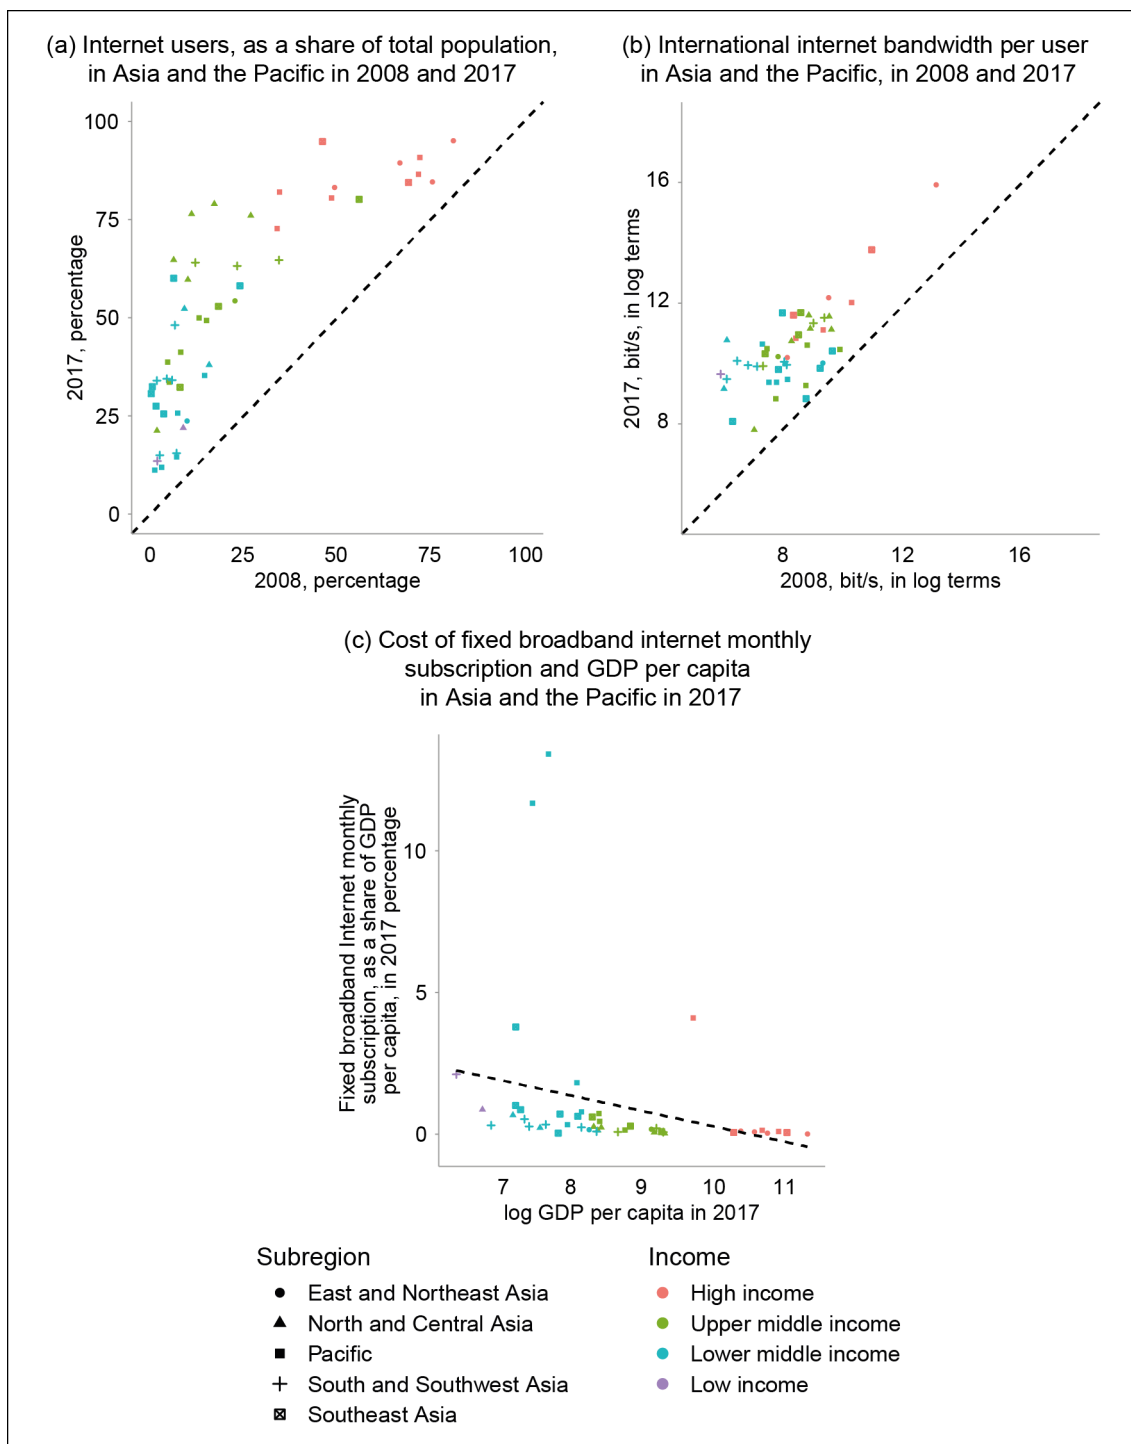 (a) Internet users, as a share of total population,
in Asia and the Pacific in 2008 and 2017
100
75
50
25
0
2017, percentage
0 25 50 75 100
2008, percentage
(b) International internet bandwidth per user
in Asia and the Pacific, in 2008 and 2017
16
12
8
2017, bit/s, in log terms
8 12 16
2008, bit/s, in log terms
(c) Cost of fixed broadband internet monthly
subscription and GDP per capita
in Asia and the Pacific in 2017
Fixed broadband Internet monthly
subscription, as a share of GDP
per capita, in 2017 percentage
10
5
0
7 8 9 10 11
log GDP per capita in 2017
Subregion
East and Northeast Asia
North and Central Asia
Pacific
South and Southwest Asia
Southeast Asia
Income
High income
Upper middle income
Lower middle income
Low income